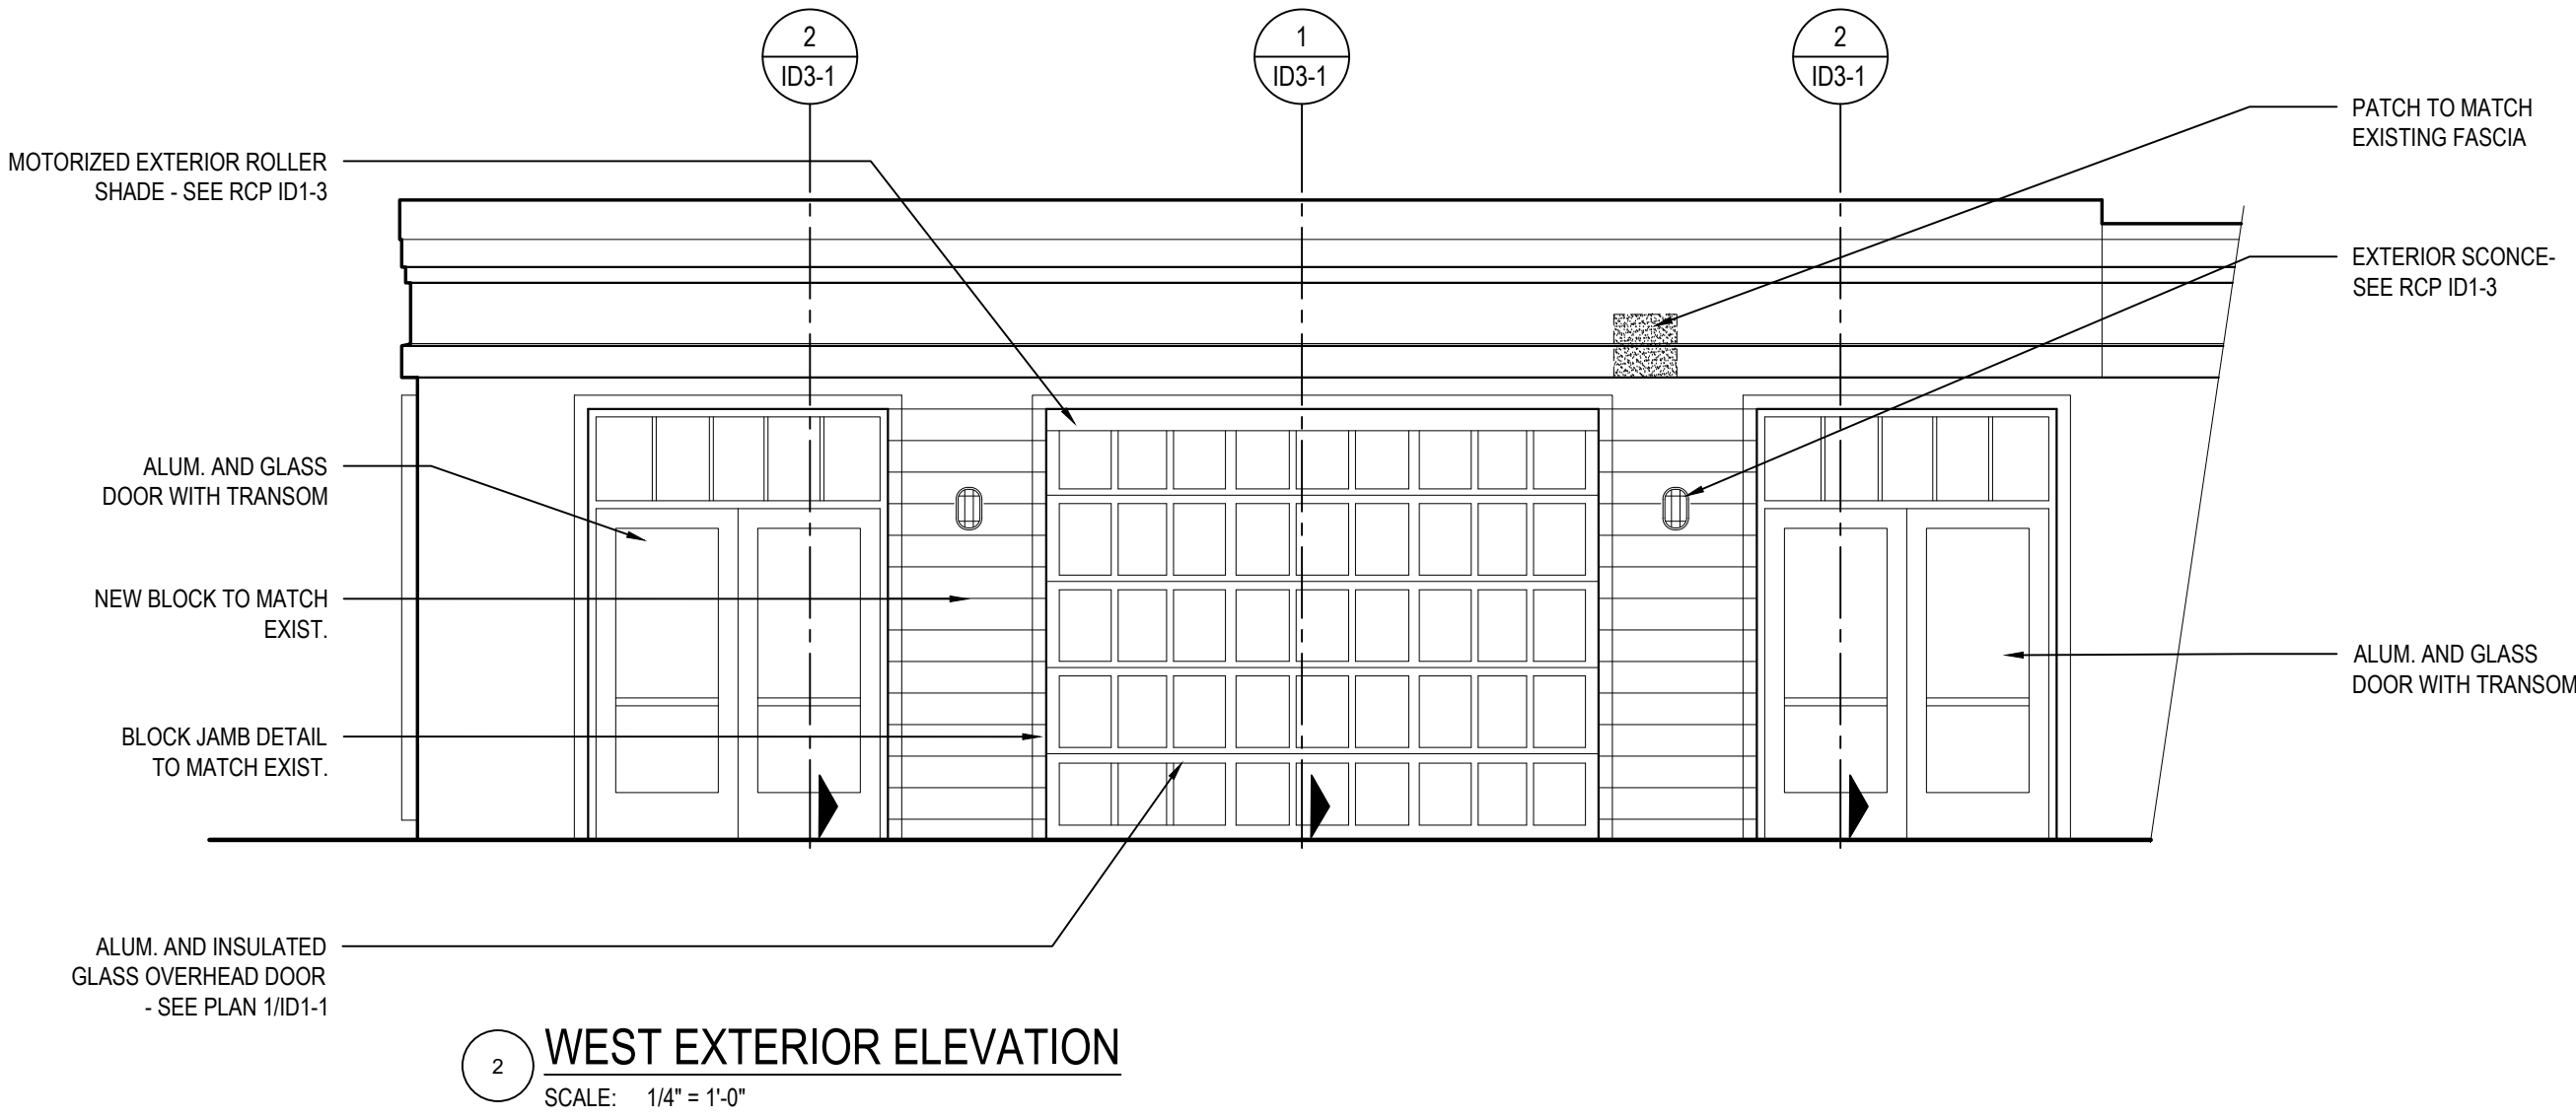 2
ID3-1
1
ID3-1
2
ID3-1
MOTORIZED EXTERIOR ROLLER
SHADE - SEE RCP ID1-3
PATCH TO MATCH
EXISTING FASCIA
EXTERIOR SCONCE-
SEE RCP ID1-3
ALUM. AND GLASS
DOOR WITH TRANSOM
NEW BLOCK TO MATCH
EXIST.
ALUM. AND GLASS
DOOR WITH TRANSOM
BLOCK JAMB DETAIL
TO MATCH EXIST.
ALUM. AND INSULATED
GLASS OVERHEAD DOOR
- SEE PLAN 1/ID1-1
2
WEST EXTERIOR ELEVATION
SCALE: 1/4" = 1'-0"